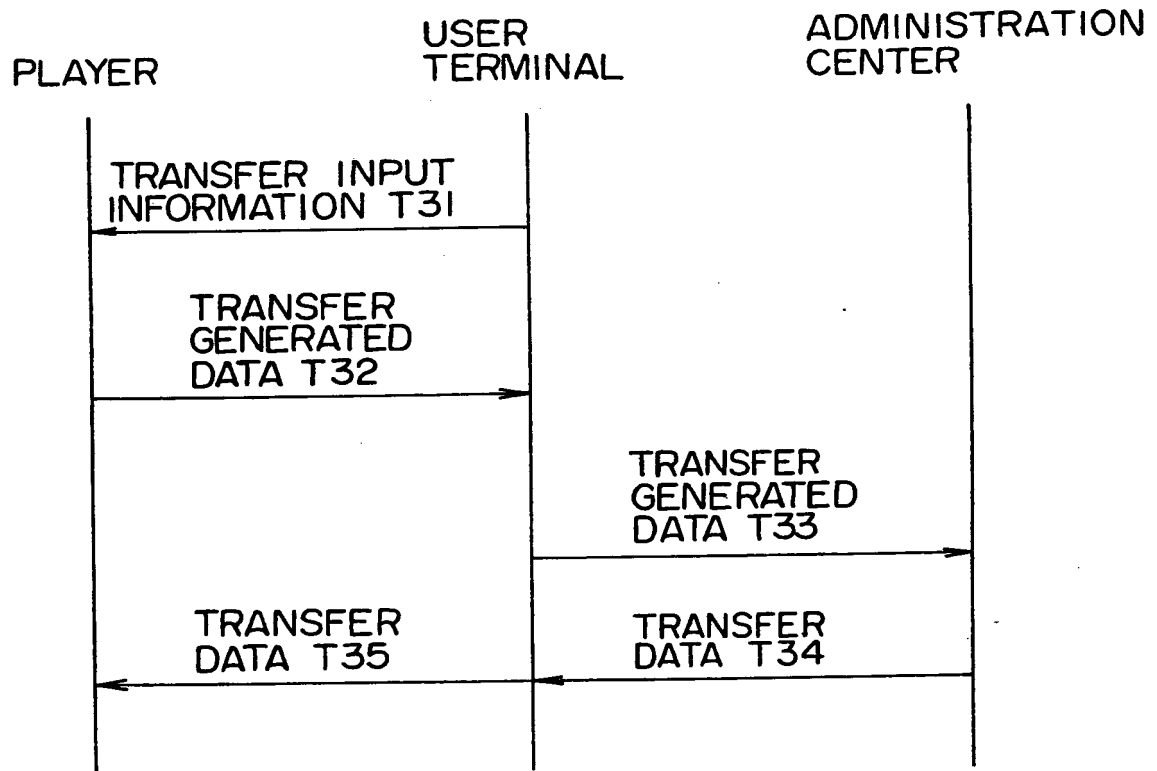 PLAYER
USER
TERMINAL
ADMINISTRATION
CENTER
TRANSFER INPUT
INFORMATION T31
TRANSFER
GENERATED
DATA T32
TRANSFER
GENERATED
DATA T33
TRANSFER
DATA T35
TRANSFER
DATA T34